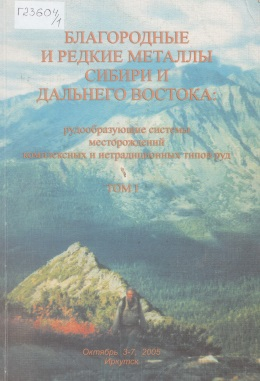 Г23604/1
БЛАГОРОДНЫЕ
И РЕДКИЕ МЕТАЛЛЫ
СИБИРИ И
ДАЛЬНЕГО ВОСТОКА:
рудообразующие системы
месторождений
комплексных и нетрадиционных типов руд
ТОМ I
Октябрь 3-7, 2005
Иркутск